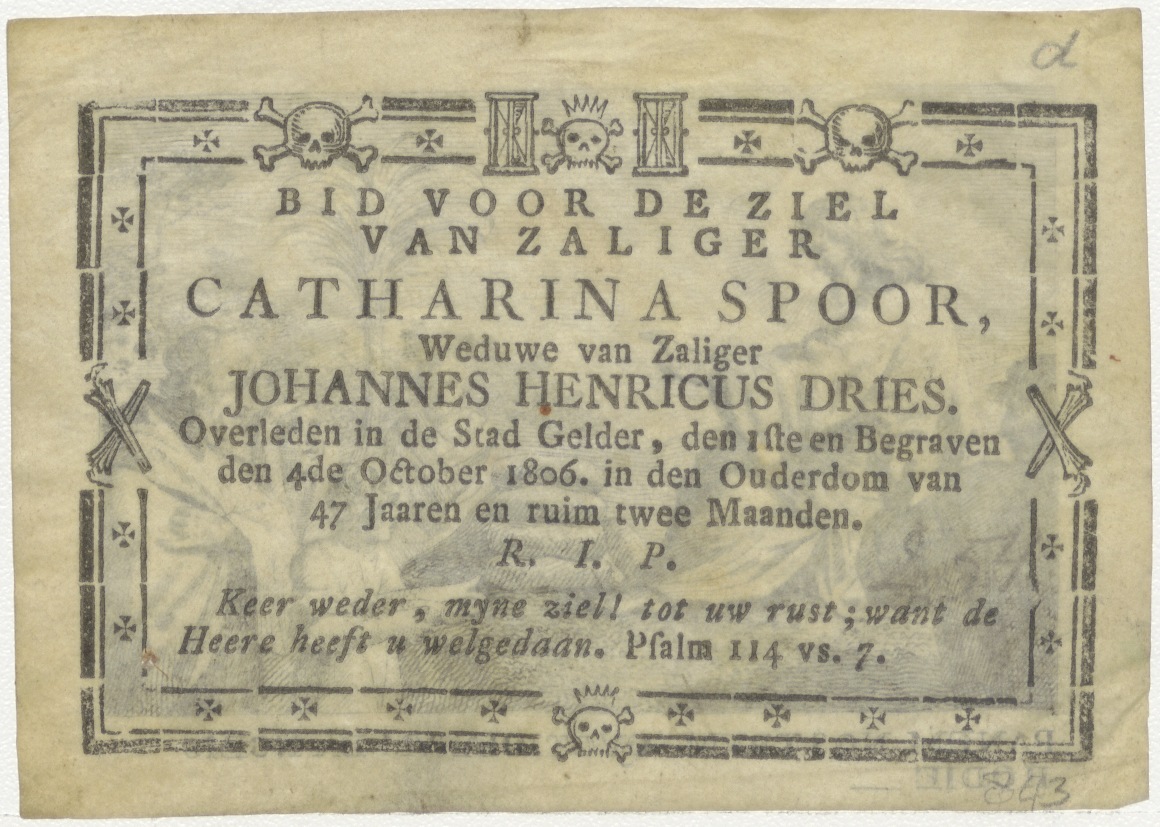 d
BID VOOR DE ZIEL
VAN ZALIGER
CATHARINA SPOOR,
Weduwe van Zaliger
JOHANNES HENRICUS DRIES.
Overleden in de Stad Gelder, den 1ſte en Begraven
den 4de October 1806. in den Ouderdom van
47 Jaaren en ruim twee Maanden.
R. I. P.
Keer weder, myne ziel! tot uw rust; want de
Heere heeft u welgedaan. Pſalm 114 vs. 7.
843